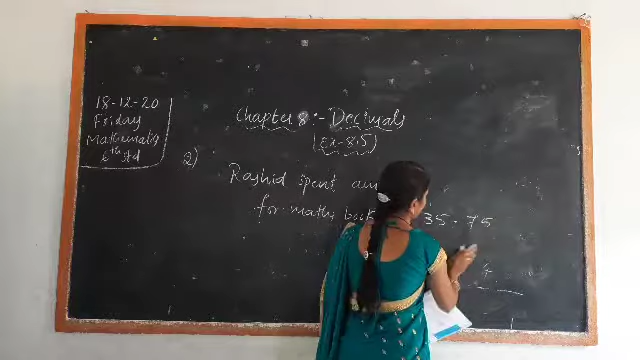 18-12-20
Friday
Mathematics
6th std
Chapter 8:- Decimals
Ex-8.5)
2)
Rashid spent
for maths book 35.75